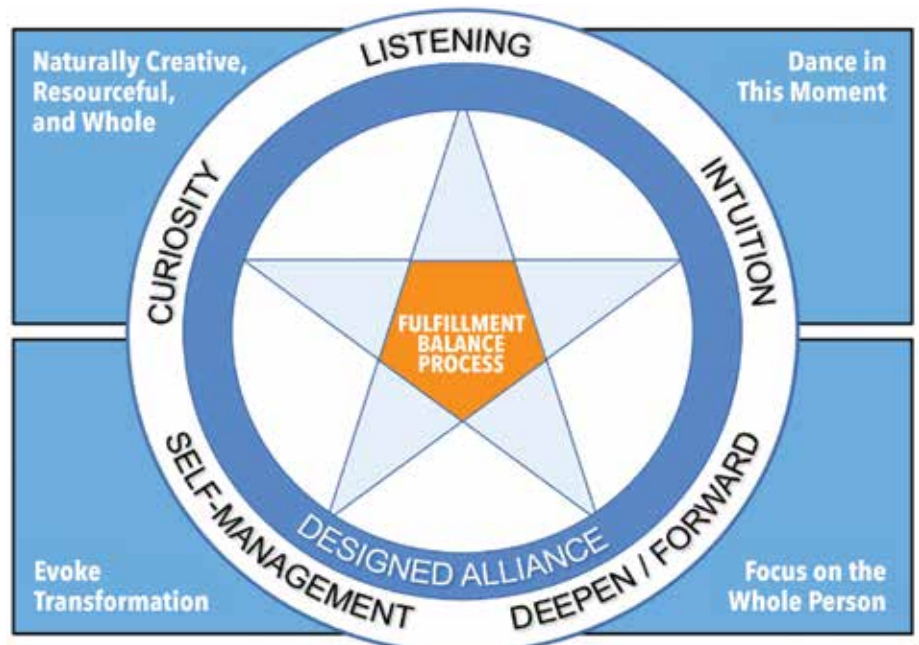 LISTENING
Naturally Creative,
Resourceful,
and Whole
Dance in
This Moment
CURIOSITY
INTUITION
FULFILLMENT
BALANCE
PROCESS
SELF-MANAGEMENT
DESIGNED ALLIANCE
DEEPEN / FORWARD
Evoke
Transformation
Focus on the
Whole Person